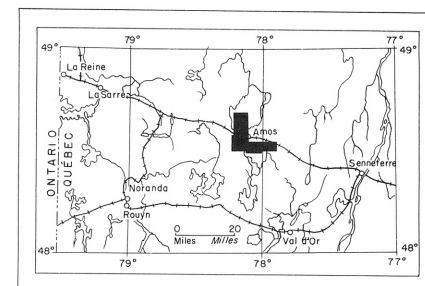 79° 78° 77°
49° 49°
La Reine
La Sarre
Amos
Senneterre
ONTARIO
QUÉBEC
Noranda
Rouyn
0 20
Miles Milles
Val d'Or
48° 48°
79° 78° 77°